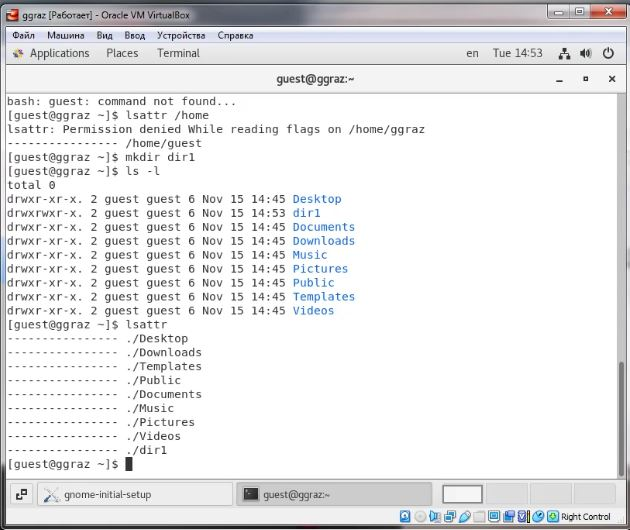 ggraz [Работает] - Oracle VM VirtualBox
Файл Машина Вид Ввод Устройства Справка
Applications Places Terminal en Tue 14:53
guest@ggraz:~
bash: guest: command not found...
[guest@ggraz ~]$ lsattr /home
lsattr: Permission denied While reading flags on /home/ggraz
---------------- /home/guest
[guest@ggraz ~]$ mkdir dir1
[guest@ggraz ~]$ ls -l
total 0
drwxr-xr-x. 2 guest guest 6 Nov 15 14:45 Desktop
drwxrwxr-x. 2 guest guest 6 Nov 15 14:53 dir1
drwxr-xr-x. 2 guest guest 6 Nov 15 14:45 Documents
drwxr-xr-x. 2 guest guest 6 Nov 15 14:45 Downloads
drwxr-xr-x. 2 guest guest 6 Nov 15 14:45 Music
drwxr-xr-x. 2 guest guest 6 Nov 15 14:45 Pictures
drwxr-xr-x. 2 guest guest 6 Nov 15 14:45 Public
drwxr-xr-x. 2 guest guest 6 Nov 15 14:45 Templates
drwxr-xr-x. 2 guest guest 6 Nov 15 14:45 Videos
[guest@ggraz ~]$ lsattr
---------------- ./Desktop
---------------- ./Downloads
---------------- ./Templates
---------------- ./Public
---------------- ./Documents
---------------- ./Music
---------------- ./Pictures
---------------- ./Videos
---------------- ./dir1
[guest@ggraz ~]$
gnome-initial-setup guest@ggraz:~
Right Control